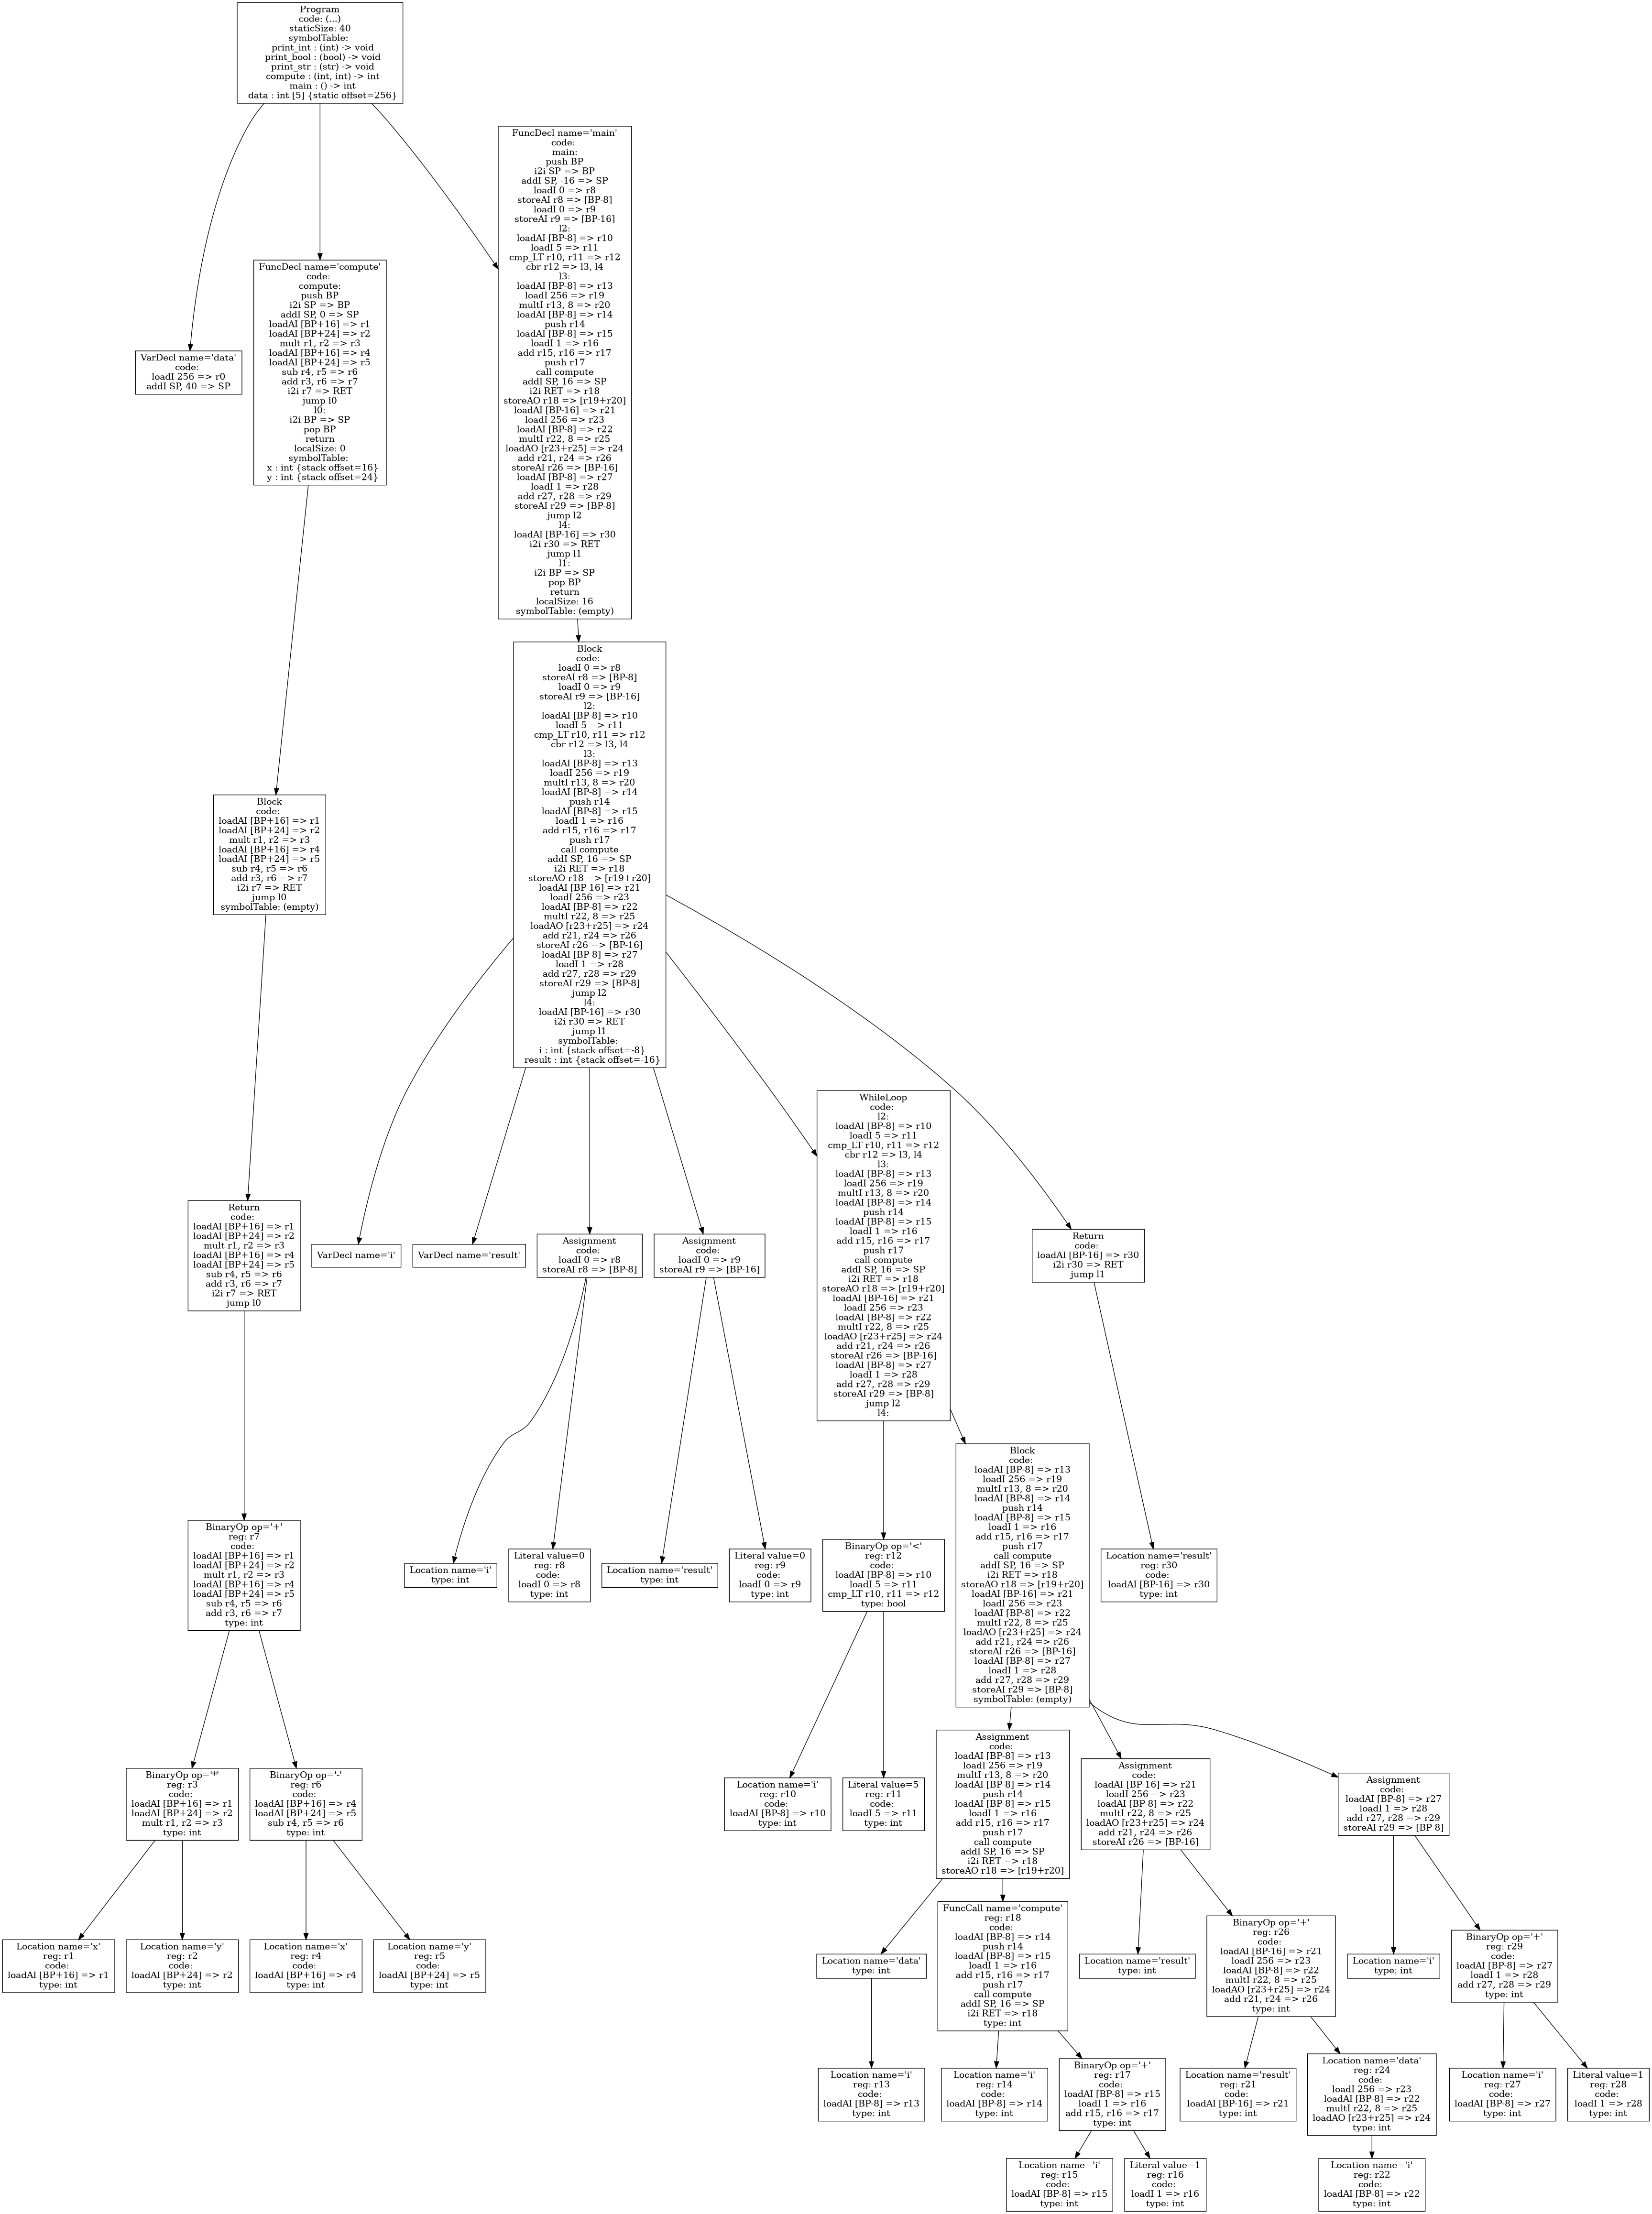 Program
code: (...)
staticSize: 40
symbolTable:
print_int : (int) -> void
print_bool : (bool) -> void
print_str : (str) -> void
compute : (int, int) -> int
main : () -> int
data : int [5] {static offset=256}
FuncDecl name='main'
code:
main:
push BP
i2i SP => BP
addI SP, -16 => SP
loadI 0 => r8
storeAI r8 => [BP-8]
loadI 0 => r9
storeAI r9 => [BP-16]
l2:
loadAI [BP-8] => r10
loadI 5 => r11
cmp_LT r10, r11 => r12
cbr r12 => l3, l4
l3:
loadAI [BP-8] => r13
loadI 256 => r19
multI r13, 8 => r20
loadAI [BP-8] => r14
push r14
loadAI [BP-8] => r15
loadI 1 => r16
add r15, r16 => r17
push r17
call compute
addI SP, 16 => SP
i2i RET => r18
storeAO r18 => [r19+r20]
loadAI [BP-16] => r21
loadI 256 => r23
loadAI [BP-8] => r22
multI r22, 8 => r25
loadAO [r23+r25] => r24
add r21, r24 => r26
storeAI r26 => [BP-16]
loadAI [BP-8] => r27
loadI 1 => r28
add r27, r28 => r29
storeAI r29 => [BP-8]
jump l2
l4:
loadAI [BP-16] => r30
i2i r30 => RET
jump l1
l1:
i2i BP => SP
pop BP
return
localSize: 16
symbolTable: (empty)
FuncDecl name='compute'
code:
compute:
push BP
i2i SP => BP
addI SP, 0 => SP
loadAI [BP+16] => r1
loadAI [BP+24] => r2
mult r1, r2 => r3
loadAI [BP+16] => r4
loadAI [BP+24] => r5
sub r4, r5 => r6
add r3, r6 => r7
i2i r7 => RET
jump l0
l0:
i2i BP => SP
pop BP
return
localSize: 0
symbolTable:
x : int {stack offset=16}
y : int {stack offset=24}
VarDecl name='data'
code:
loadI 256 => r0
addI SP, 40 => SP
Block
code:
loadI 0 => r8
storeAI r8 => [BP-8]
loadI 0 => r9
storeAI r9 => [BP-16]
l2:
loadAI [BP-8] => r10
loadI 5 => r11
cmp_LT r10, r11 => r12
cbr r12 => l3, l4
l3:
loadAI [BP-8] => r13
loadI 256 => r19
multI r13, 8 => r20
loadAI [BP-8] => r14
push r14
loadAI [BP-8] => r15
loadI 1 => r16
add r15, r16 => r17
push r17
call compute
addI SP, 16 => SP
i2i RET => r18
storeAO r18 => [r19+r20]
loadAI [BP-16] => r21
loadI 256 => r23
loadAI [BP-8] => r22
multI r22, 8 => r25
loadAO [r23+r25] => r24
add r21, r24 => r26
storeAI r26 => [BP-16]
loadAI [BP-8] => r27
loadI 1 => r28
add r27, r28 => r29
storeAI r29 => [BP-8]
jump l2
l4:
loadAI [BP-16] => r30
i2i r30 => RET
jump l1
symbolTable:
i : int {stack offset=-8}
result : int {stack offset=-16}
Block
code:
loadAI [BP+16] => r1
loadAI [BP+24] => r2
mult r1, r2 => r3
loadAI [BP+16] => r4
loadAI [BP+24] => r5
sub r4, r5 => r6
add r3, r6 => r7
i2i r7 => RET
jump l0
symbolTable: (empty)
WhileLoop
code:
l2:
loadAI [BP-8] => r10
loadI 5 => r11
cmp_LT r10, r11 => r12
cbr r12 => l3, l4
l3:
loadAI [BP-8] => r13
loadI 256 => r19
multI r13, 8 => r20
loadAI [BP-8] => r14
push r14
loadAI [BP-8] => r15
loadI 1 => r16
add r15, r16 => r17
push r17
call compute
addI SP, 16 => SP
i2i RET => r18
storeAO r18 => [r19+r20]
loadAI [BP-16] => r21
loadI 256 => r23
loadAI [BP-8] => r22
multI r22, 8 => r25
loadAO [r23+r25] => r24
add r21, r24 => r26
storeAI r26 => [BP-16]
loadAI [BP-8] => r27
loadI 1 => r28
add r27, r28 => r29
storeAI r29 => [BP-8]
jump l2
l4:
Return
code:
loadAI [BP+16] => r1
loadAI [BP+24] => r2
mult r1, r2 => r3
loadAI [BP+16] => r4
loadAI [BP+24] => r5
sub r4, r5 => r6
add r3, r6 => r7
i2i r7 => RET
jump l0
VarDecl name='i'
VarDecl name='result'
Assignment
code:
loadI 0 => r8
storeAI r8 => [BP-8]
Assignment
code:
loadI 0 => r9
storeAI r9 => [BP-16]
Return
code:
loadAI [BP-16] => r30
i2i r30 => RET
jump l1
Block
code:
loadAI [BP-8] => r13
loadI 256 => r19
multI r13, 8 => r20
loadAI [BP-8] => r14
push r14
loadAI [BP-8] => r15
loadI 1 => r16
add r15, r16 => r17
push r17
call compute
addI SP, 16 => SP
i2i RET => r18
storeAO r18 => [r19+r20]
loadAI [BP-16] => r21
loadI 256 => r23
loadAI [BP-8] => r22
multI r22, 8 => r25
loadAO [r23+r25] => r24
add r21, r24 => r26
storeAI r26 => [BP-16]
loadAI [BP-8] => r27
loadI 1 => r28
add r27, r28 => r29
storeAI r29 => [BP-8]
symbolTable: (empty)
BinaryOp op='+'
reg: r7
code:
loadAI [BP+16] => r1
loadAI [BP+24] => r2
mult r1, r2 => r3
loadAI [BP+16] => r4
loadAI [BP+24] => r5
sub r4, r5 => r6
add r3, r6 => r7
type: int
Location name='i'
type: int
Literal value=0
reg: r8
code:
loadI 0 => r8
type: int
Location name='result'
type: int
Literal value=0
reg: r9
code:
loadI 0 => r9
type: int
BinaryOp op='<'
reg: r12
code:
loadAI [BP-8] => r10
loadI 5 => r11
cmp_LT r10, r11 => r12
type: bool
Location name='result'
reg: r30
code:
loadAI [BP-16] => r30
type: int
BinaryOp op='*'
reg: r3
code:
loadAI [BP+16] => r1
loadAI [BP+24] => r2
mult r1, r2 => r3
type: int
BinaryOp op='-'
reg: r6
code:
loadAI [BP+16] => r4
loadAI [BP+24] => r5
sub r4, r5 => r6
type: int
Location name='i'
reg: r10
code:
loadAI [BP-8] => r10
type: int
Literal value=5
reg: r11
code:
loadI 5 => r11
type: int
Assignment
code:
loadAI [BP-8] => r13
loadI 256 => r19
multI r13, 8 => r20
loadAI [BP-8] => r14
push r14
loadAI [BP-8] => r15
loadI 1 => r16
add r15, r16 => r17
push r17
call compute
addI SP, 16 => SP
i2i RET => r18
storeAO r18 => [r19+r20]
Assignment
code:
loadAI [BP-16] => r21
loadI 256 => r23
loadAI [BP-8] => r22
multI r22, 8 => r25
loadAO [r23+r25] => r24
add r21, r24 => r26
storeAI r26 => [BP-16]
Assignment
code:
loadAI [BP-8] => r27
loadI 1 => r28
add r27, r28 => r29
storeAI r29 => [BP-8]
Location name='x'
reg: r1
code:
loadAI [BP+16] => r1
type: int
Location name='y'
reg: r2
code:
loadAI [BP+24] => r2
type: int
Location name='x'
reg: r4
code:
loadAI [BP+16] => r4
type: int
Location name='y'
reg: r5
code:
loadAI [BP+24] => r5
type: int
Location name='data'
type: int
FuncCall name='compute'
reg: r18
code:
loadAI [BP-8] => r14
push r14
loadAI [BP-8] => r15
loadI 1 => r16
add r15, r16 => r17
push r17
call compute
addI SP, 16 => SP
i2i RET => r18
type: int
Location name='result'
type: int
BinaryOp op='+'
reg: r26
code:
loadAI [BP-16] => r21
loadI 256 => r23
loadAI [BP-8] => r22
multI r22, 8 => r25
loadAO [r23+r25] => r24
add r21, r24 => r26
type: int
Location name='i'
type: int
BinaryOp op='+'
reg: r29
code:
loadAI [BP-8] => r27
loadI 1 => r28
add r27, r28 => r29
type: int
Location name='i'
reg: r13
code:
loadAI [BP-8] => r13
type: int
Location name='i'
reg: r14
code:
loadAI [BP-8] => r14
type: int
BinaryOp op='+'
reg: r17
code:
loadAI [BP-8] => r15
loadI 1 => r16
add r15, r16 => r17
type: int
Location name='result'
reg: r21
code:
loadAI [BP-16] => r21
type: int
Location name='data'
reg: r24
code:
loadI 256 => r23
loadAI [BP-8] => r22
multI r22, 8 => r25
loadAO [r23+r25] => r24
type: int
Location name='i'
reg: r27
code:
loadAI [BP-8] => r27
type: int
Literal value=1
reg: r28
code:
loadI 1 => r28
type: int
Location name='i'
reg: r15
code:
loadAI [BP-8] => r15
type: int
Literal value=1
reg: r16
code:
loadI 1 => r16
type: int
Location name='i'
reg: r22
code:
loadAI [BP-8] => r22
type: int